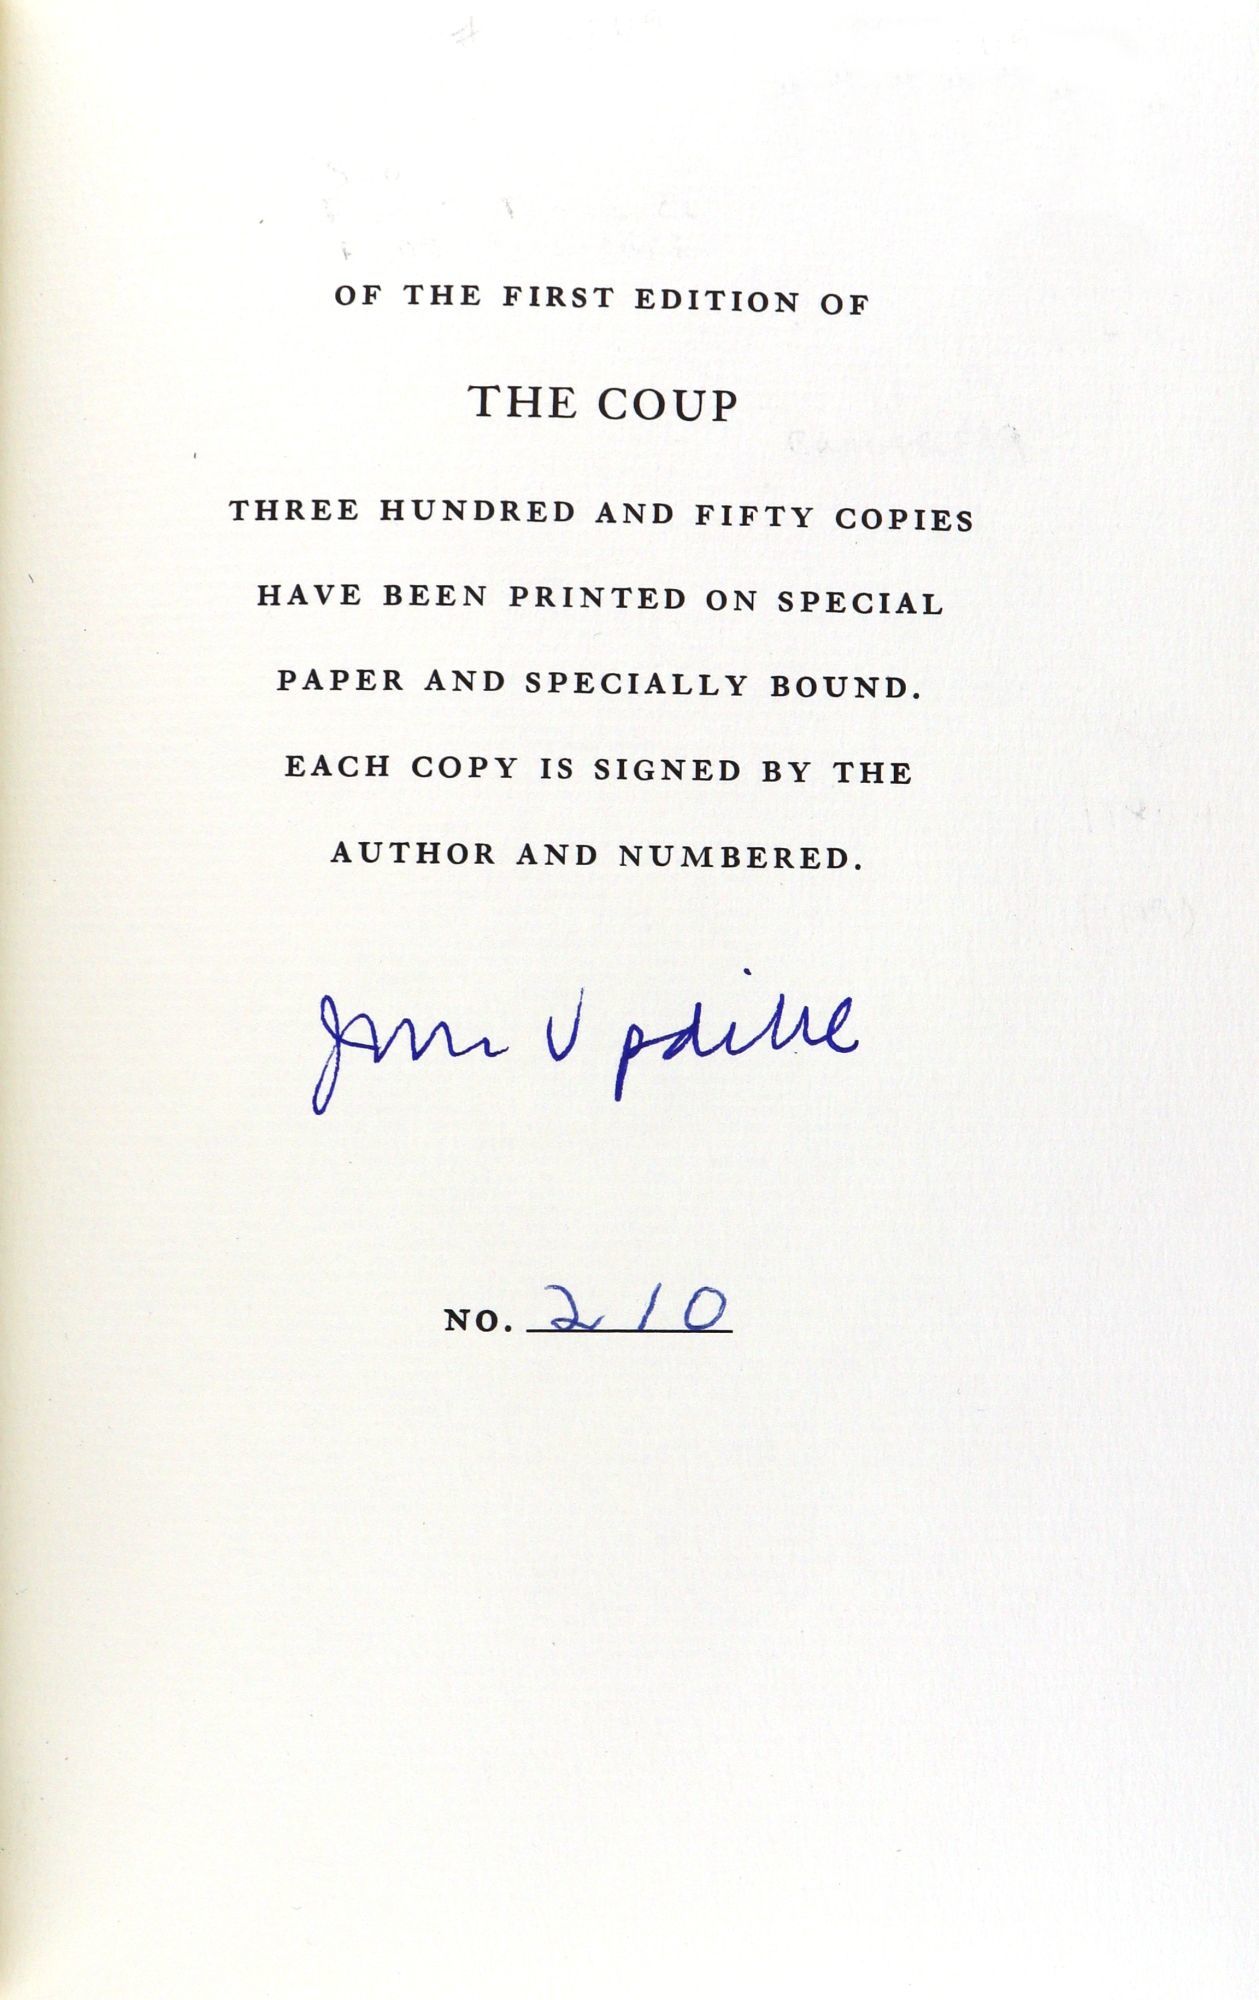 OF THE FIRST EDITION OF
THE COUP
THREE HUNDRED AND FIFTY COPIES
HAVE BEEN PRINTED ON SPECIAL
PAPER AND SPECIALLY BOUND.
EACH COPY IS SIGNED BY THE
AUTHOR AND NUMBERED.
John Updike
NO. 210